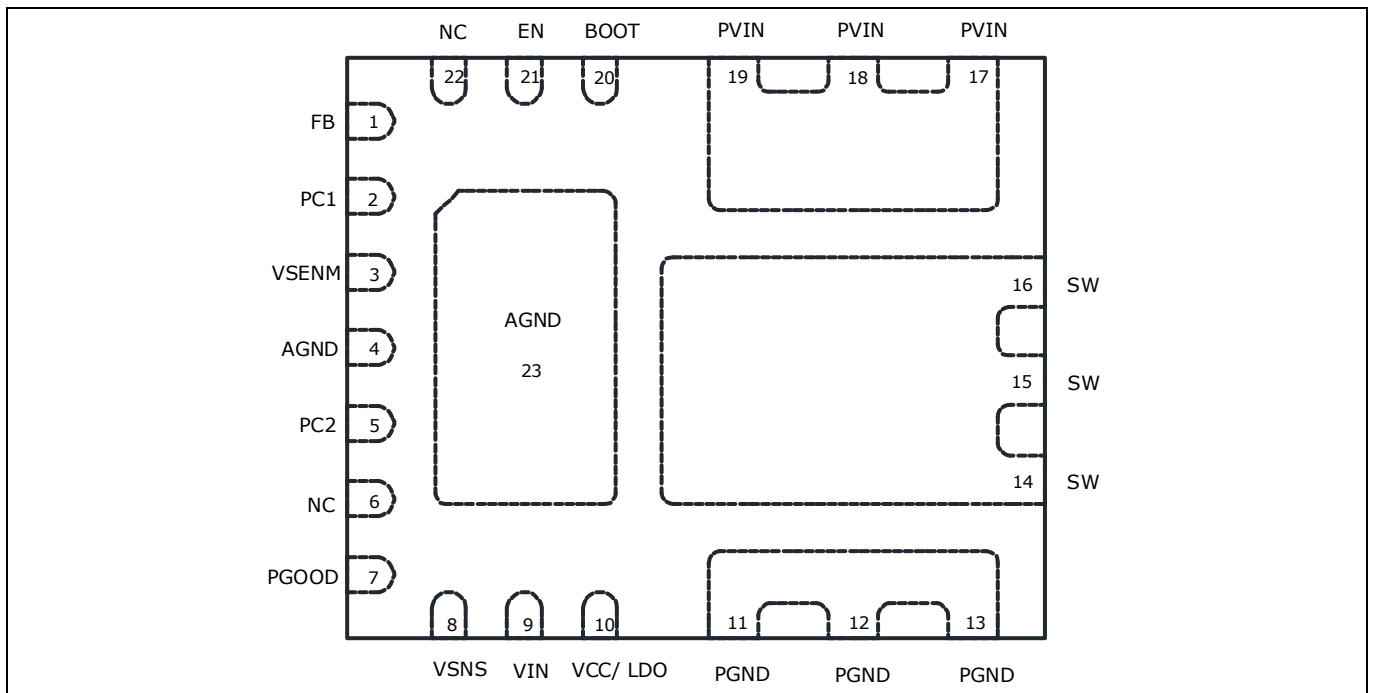 NC EN BOOT PVIN PVIN PVIN
22 21 20 19 18 17
FB 1
PC1 2
VSENM 3
16 SW
AGND
AGND 4
23
15 SW
PC2 5
14 SW
NC 6
PGOOD 7
8 9 10 11 12 13
VSNS VIN VCC/ LDO PGND PGND PGND